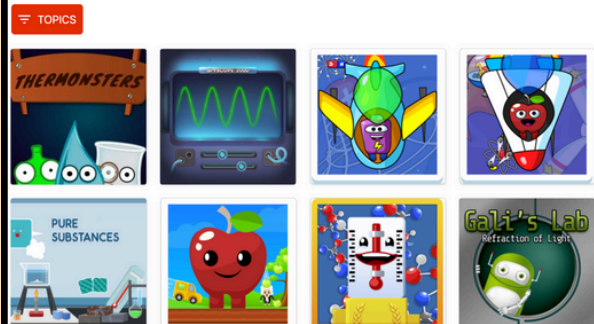 TOPICS
THERMONSTERS
PURE
SUBSTANCES
Gali's Lab
Refraction of Light